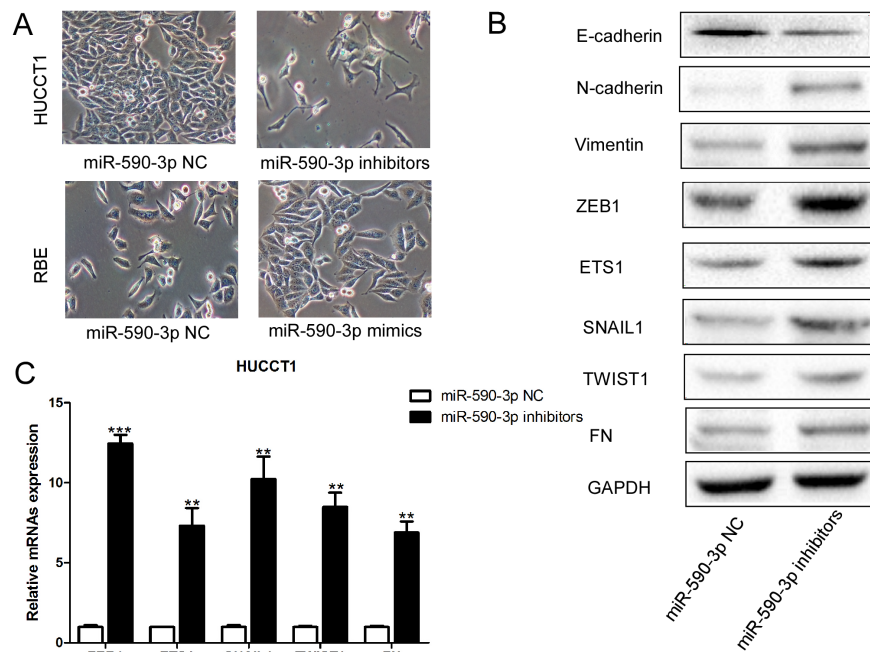 A
HUCCT1
miR-590-3p NC
miR-590-3p inhibitors
RBE
miR-590-3p NC
miR-590-3p mimics
B
E-cadherin
N-cadherin
Vimentin
ZEB1
ETS1
SNAIL1
TWIST1
FN
GAPDH
miR-590-3p NC
miR-590-3p inhibitors
C
HUCCT1
miR-590-3p NC
miR-590-3p inhibitors
Relative mRNAs expression
15
10
5
0
***
**
**
**
**